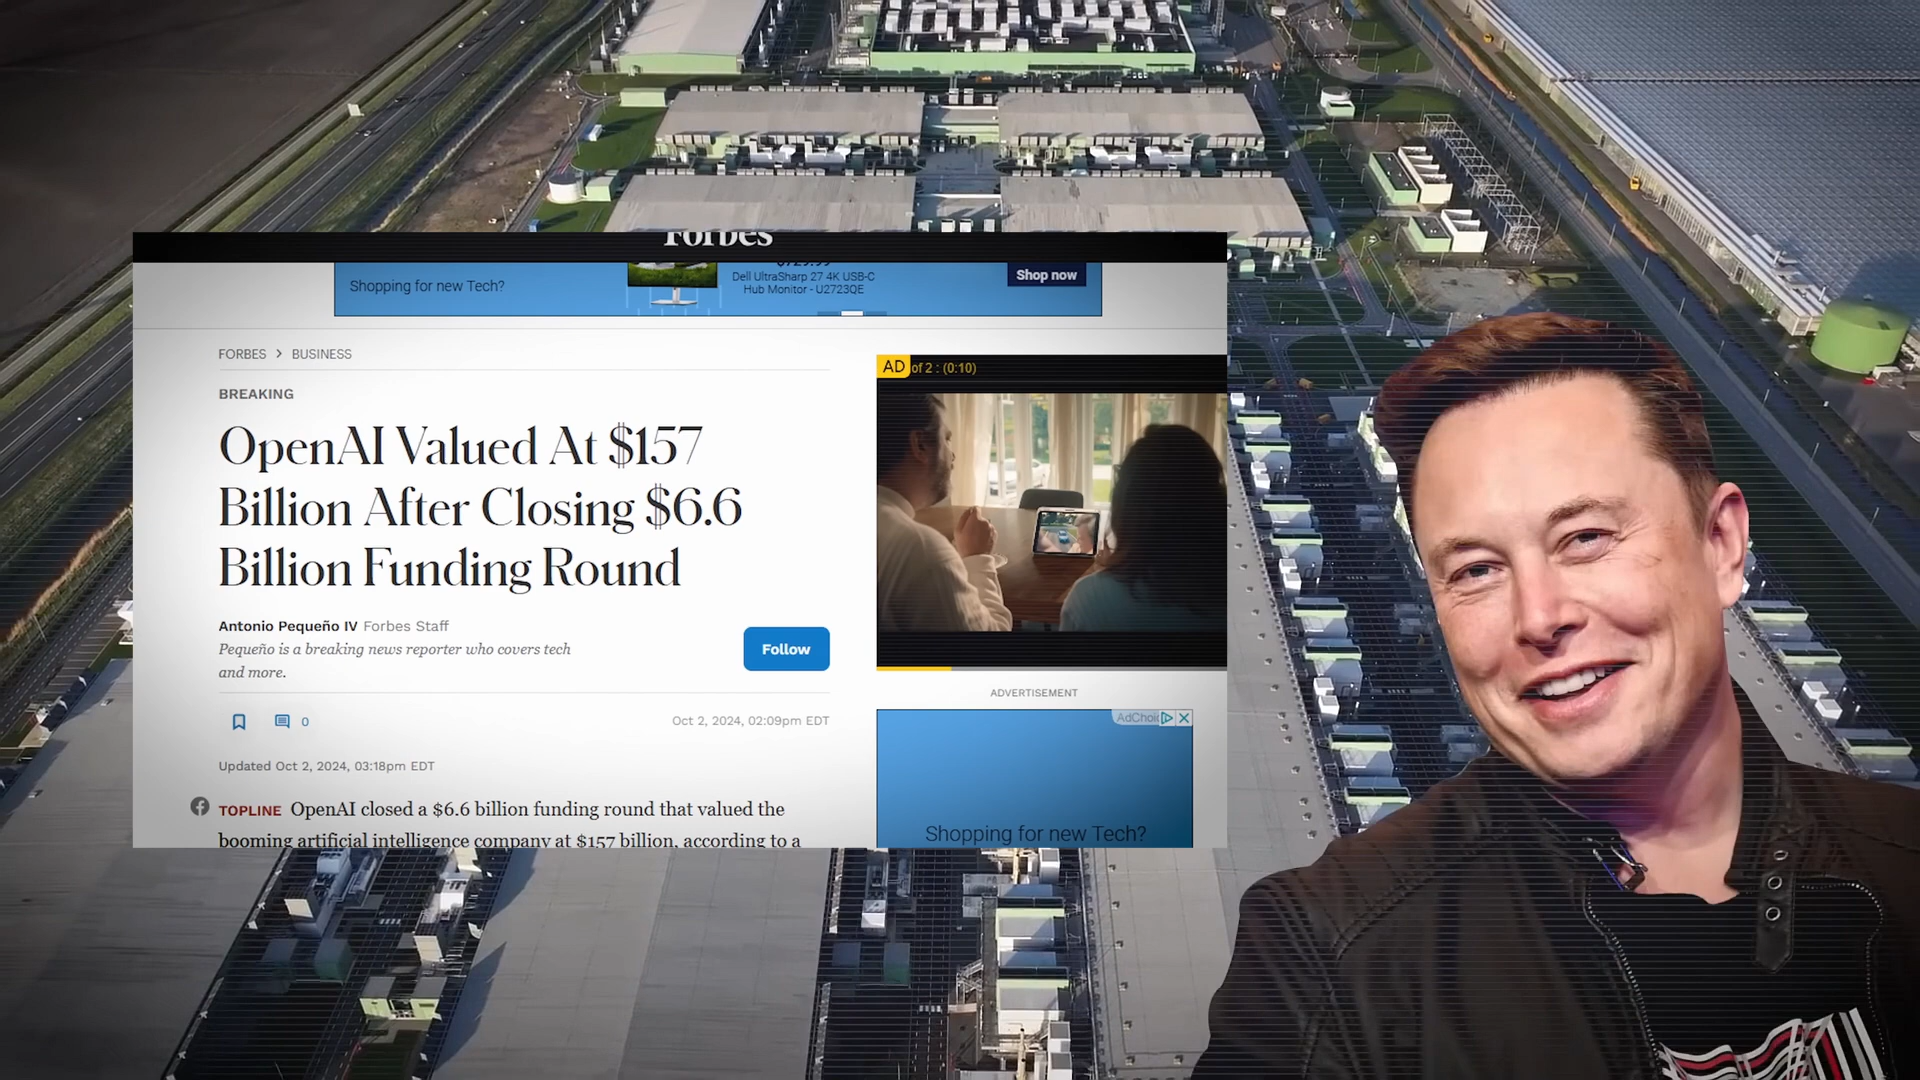 Forbes
Shopping for new Tech?
Dell UltraSharp 27 4K USB-C
Hub Monitor - U2723QE
Shop now
FORBES > BUSINESS
BREAKING
OpenAI Valued At $157
Billion After Closing $6.6
Billion Funding Round
Antonio Pequeño IV Forbes Staff
Pequeño is a breaking news reporter who covers tech
and more.
Follow
0
Oct 2, 2024, 02:09pm EDT
Updated Oct 2, 2024, 03:18pm EDT
TOPLINE OpenAI closed a $6.6 billion funding round that valued the
booming artificial intelligence company at $157 billion, according to a
AD of 2 : (0:10)
ADVERTISEMENT
Shopping for new Tech?